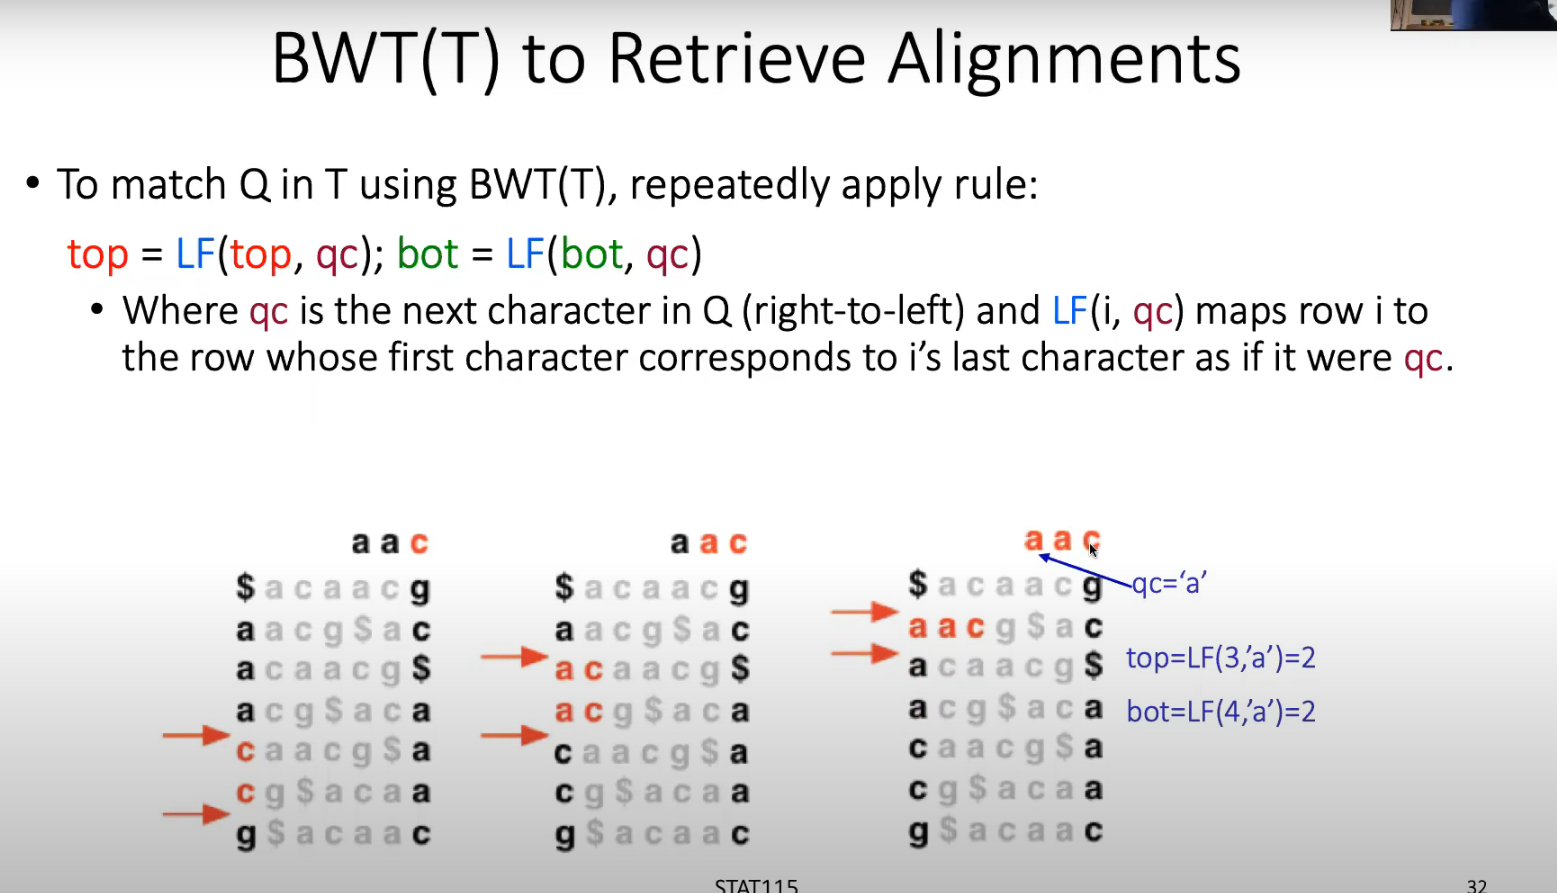 BWT(T) to Retrieve Alignments
• To match Q in T using BWT(T), repeatedly apply rule:
top = LF(top, qc); bot = LF(bot, qc)
• Where qc is the next character in Q (right-to-left) and LF(i, qc) maps row i to
the row whose first character corresponds to i’s last character as if it were qc.
a a c
$ a c a a c g
a a c g $ a c
a c a a c g $
a c g $ a c a
c a a c g $ a
c g $ a c a a
g $ a c a a c
a a c
$ a c a a c g
a a c g $ a c
a c a a c g $
a c g $ a c a
c a a c g $ a
c g $ a c a a
g $ a c a a c
a a c
$ a c a a c g
a a c g $ a c
a c a a c g $
a c g $ a c a
c a a c g $ a
c g $ a c a a
g $ a c a a c
qc=‘a’
top=LF(3,’a’)=2
bot=LF(4,’a’)=2
STAT115
32